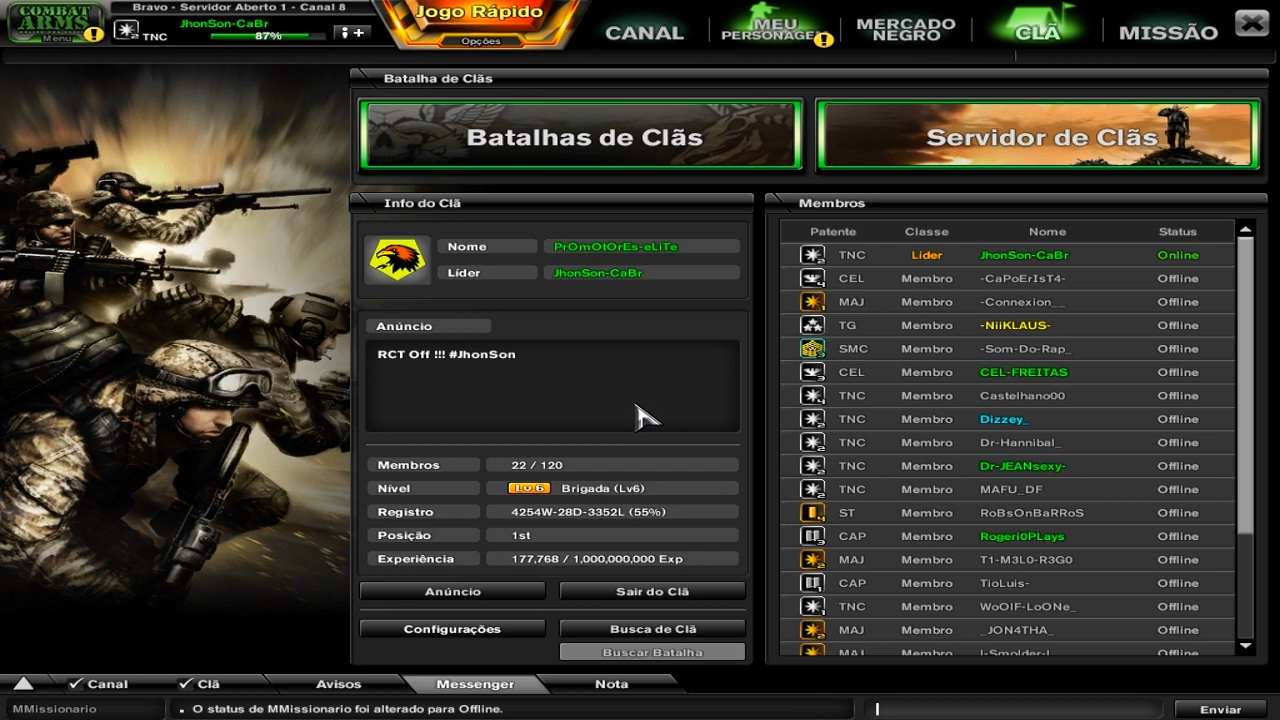 COMBAT ARMS
Menu
Bravo - Servidor Aberto 1 - Canal 8
TNC
JhonSon-CaBr
87%
Jogo Rápido
Opções
CANAL
MEU PERSONAGEM
MERCADO NEGRO
CLÃ
MISSÃO
Batalha de Clãs
Batalhas de Clãs
Servidor de Clãs
Info do Clã
Nome PrOmOtOrEs-eLiTe
Líder JhonSon-CaBr
Anúncio
RCT Off !!! #JhonSon
Membros 22 / 120
Nível Lv.6 Brigada (Lv6)
Registro 4254W-28D-3352L (55%)
Posição 1st
Experiência 177,768 / 1,000,000,000 Exp
Anúncio Sair do Clã
Configurações Busca de Clã
Buscar Batalha
Membros
Patente Classe Nome Status
TNC Líder JhonSon-CaBr Online
CEL Membro -CaPoErIsT4- Offline
MAJ Membro -Connexion__ Offline
TG Membro -NiiKLAUS- Offline
SMC Membro -Som-Do-Rap_ Offline
CEL Membro CEL-FREITAS Offline
TNC Membro Castelhano00 Offline
TNC Membro Dizzey_ Offline
TNC Membro Dr-Hannibal_ Offline
TNC Membro Dr-JEANsexy- Offline
TNC Membro MAFU_DF Offline
ST Membro RoBsOnBaRRoS Offline
CAP Membro Rogeri0PLays Offline
MAJ Membro T1-M3L0-R3G0 Offline
CAP Membro TioLuis- Offline
TNC Membro WoOlF-LoONe_ Offline
MAJ Membro _JON4THA_ Offline
MAJ Membro Offline
Canal Clã Avisos Messenger Nota
MMissionario
. O status de MMissionario foi alterado para Offline.
Enviar